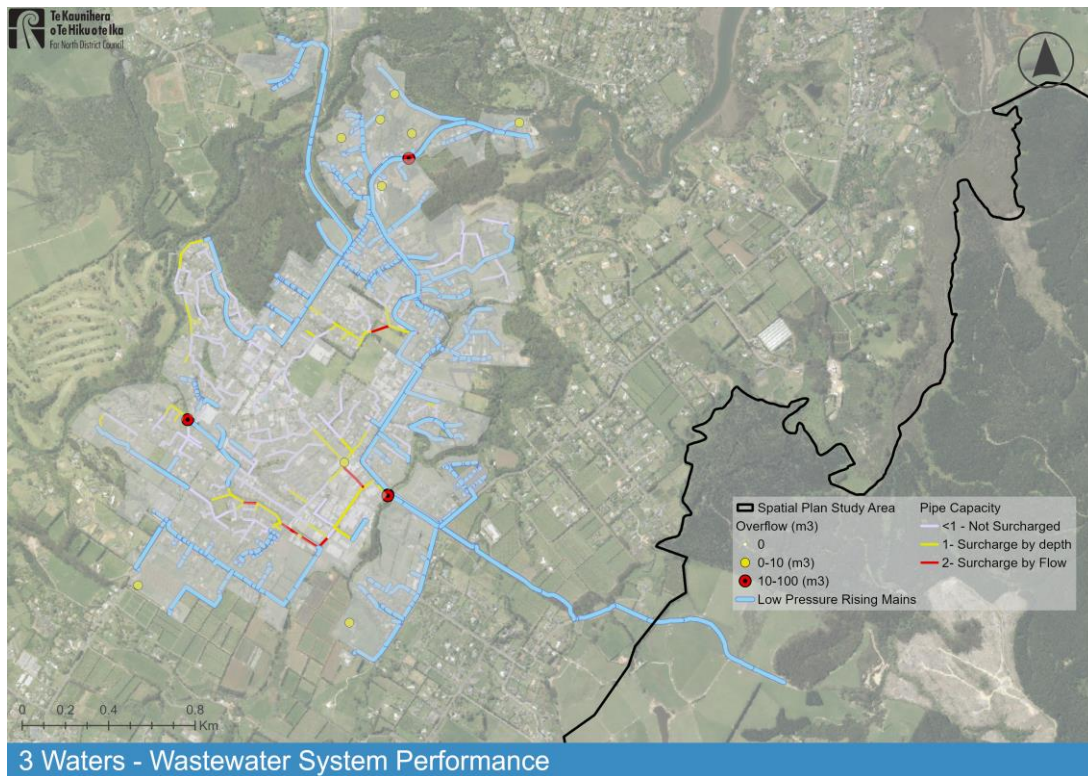 Te Kaunihera
o Te Hiku o te Ika
Far North District Council
Spatial Plan Study Area
Overflow (m3)
0
0-10 (m3)
10-100 (m3)
Low Pressure Rising Mains
Pipe Capacity
<1 - Not Surcharged
1- Surcharge by depth
2- Surcharge by Flow
0 0.2 0.4 0.8
Km
3 Waters - Wastewater System Performance